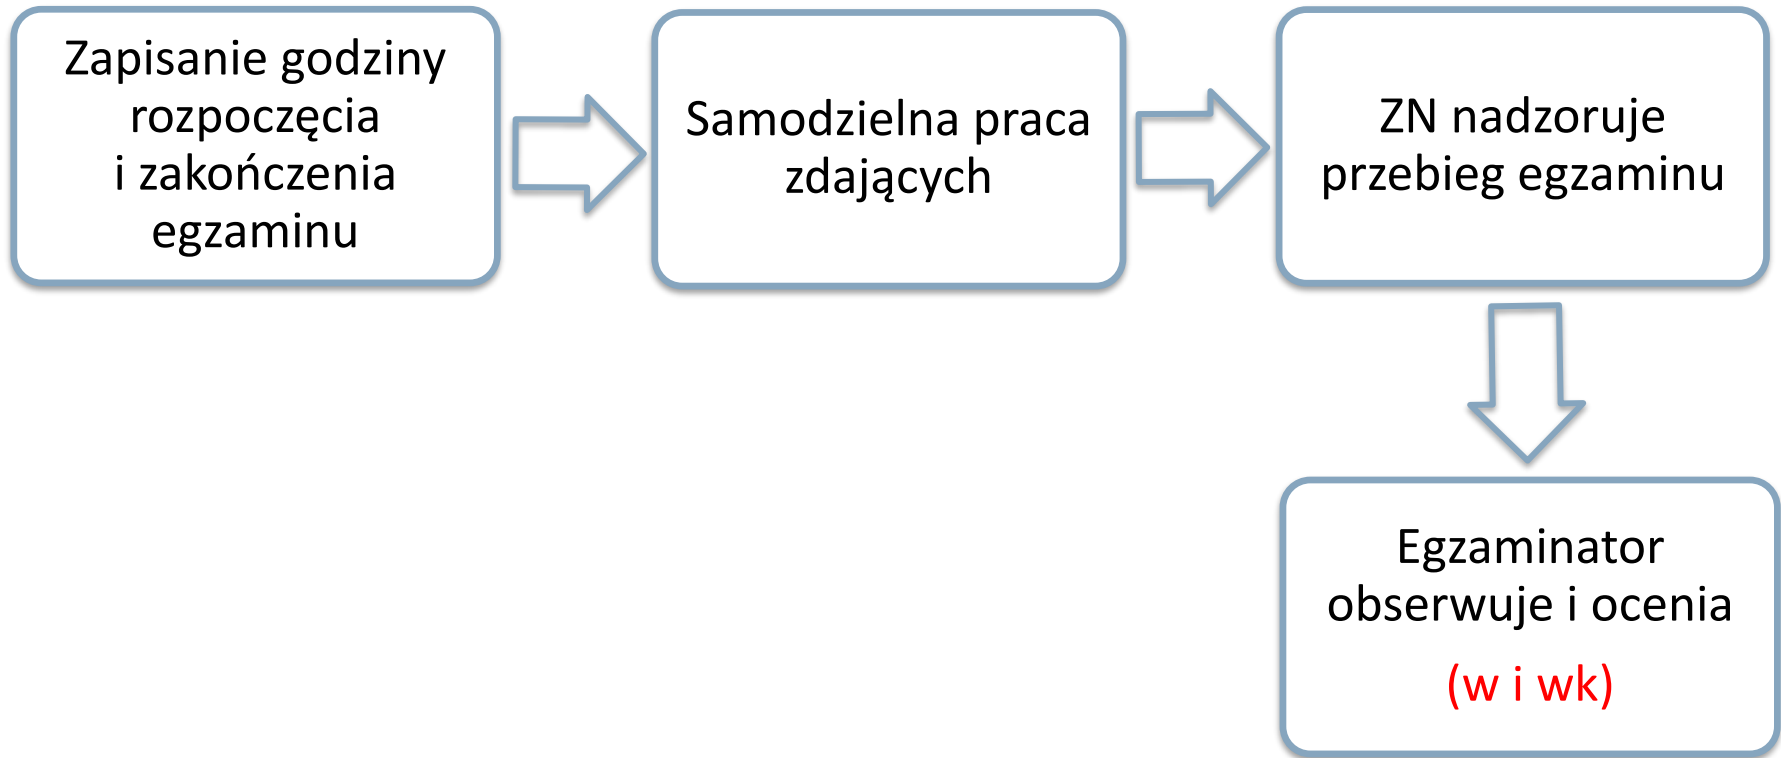 Zapisanie godziny
rozpoczęcia
i zakończenia
egzaminu
Samodzielna praca
zdających
ZN nadzoruje
przebieg egzaminu
Egzaminator
obserwuje i ocenia
(w i wk)